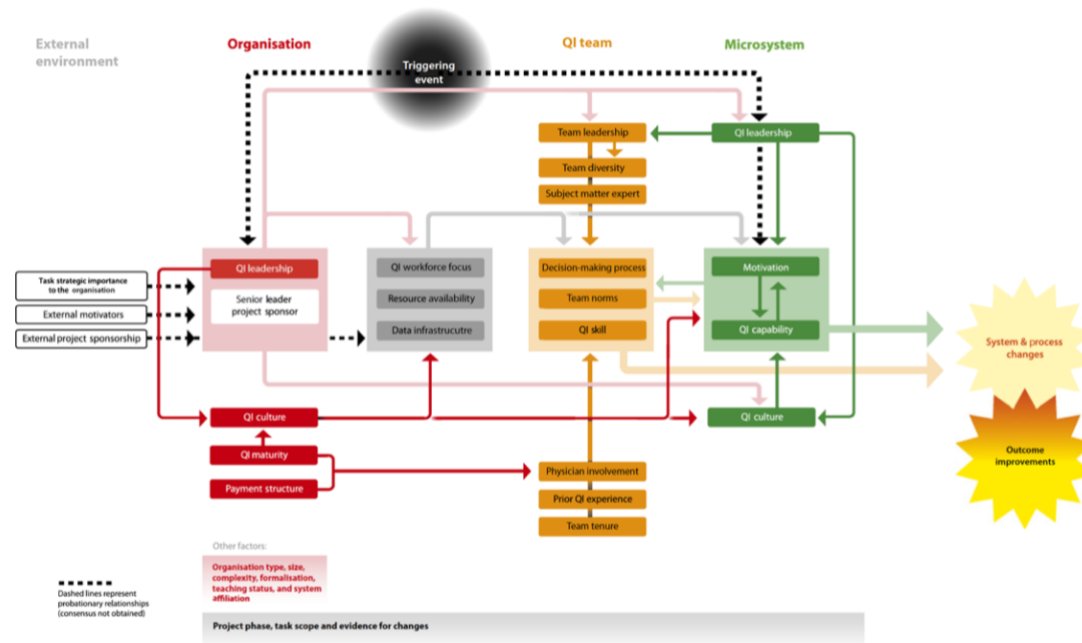 External
environment
Organisation
QI team
Microsystem
Triggering
event
Team leadership
QI leadership
Team diversity
Subject matter expert
QI leadership
Senior leader
project sponsor
QI workforce focus
Resource availability
Data infrastrucutre
Decision-making process
Team norms
QI skill
Motivation
QI capability
Task strategic importance
to the organisation
External motivators
External project sponsorship
System & process
changes
QI culture
QI culture
QI maturity
Payment structure
Physician involvement
Prior QI experience
Team tenure
Outcome
improvements
Other factors:
Organisation type, size,
complexity, formalisation,
teaching status, and system
affiliation
Dashed lines represent
probationary relationships
(consensus not obtained)
Project phase, task scope and evidence for changes